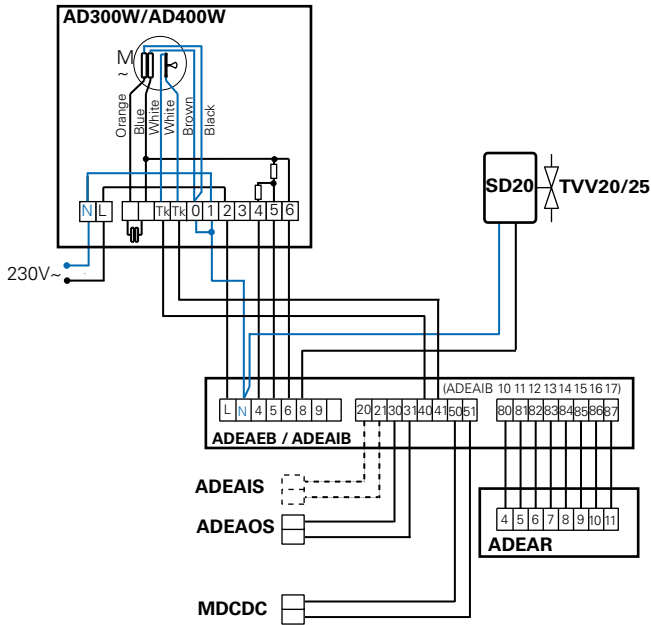 AD300W/AD400W
M
~
Orange
Blue
White
White
Brown
Black
N L Tk Tk 0 1 2 3 4 5 6
230V~
SD20
TVV20/25
(ADEAIB 10 11 12 13 14 15 16 17)
L N 4 5 6 8 9 20 21 30 31 40 41 50 51 80 81 82 83 84 85 86 87
ADEAEB / ADEAIB
ADEAIS
ADEAOS
4 5 6 7 8 9 10 11
ADEAR
MDCDC